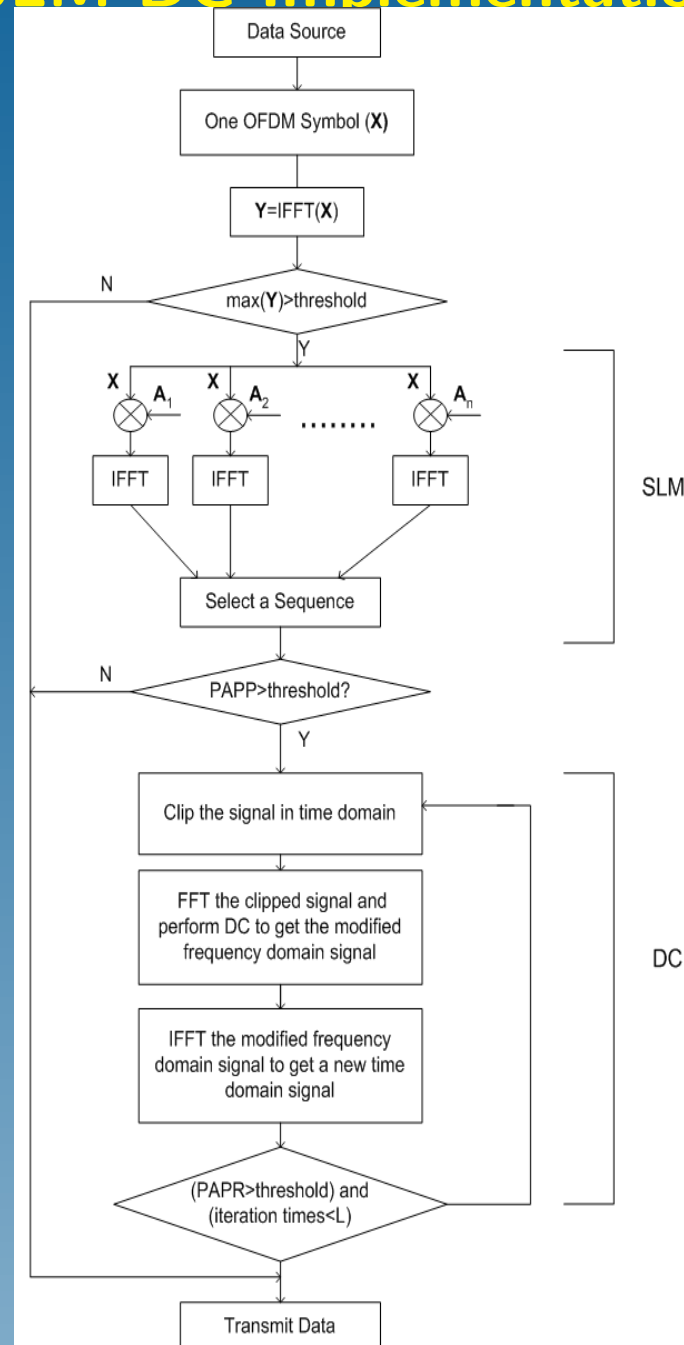 SLM-DC Implementation
Data Source
One OFDM Symbol (X)
Y=IFFT(X)
N
max(Y)>threshold
Y
X A1 X A2 ........ X An
IFFT IFFT IFFT
SLM
Select a Sequence
N
PAPP>threshold?
Y
Clip the signal in time domain
FFT the clipped signal and
perform DC to get the modified
frequency domain signal
DC
IFFT the modified frequency
domain signal to get a new time
domain signal
(PAPR>threshold) and
(iteration times<L)
Transmit Data